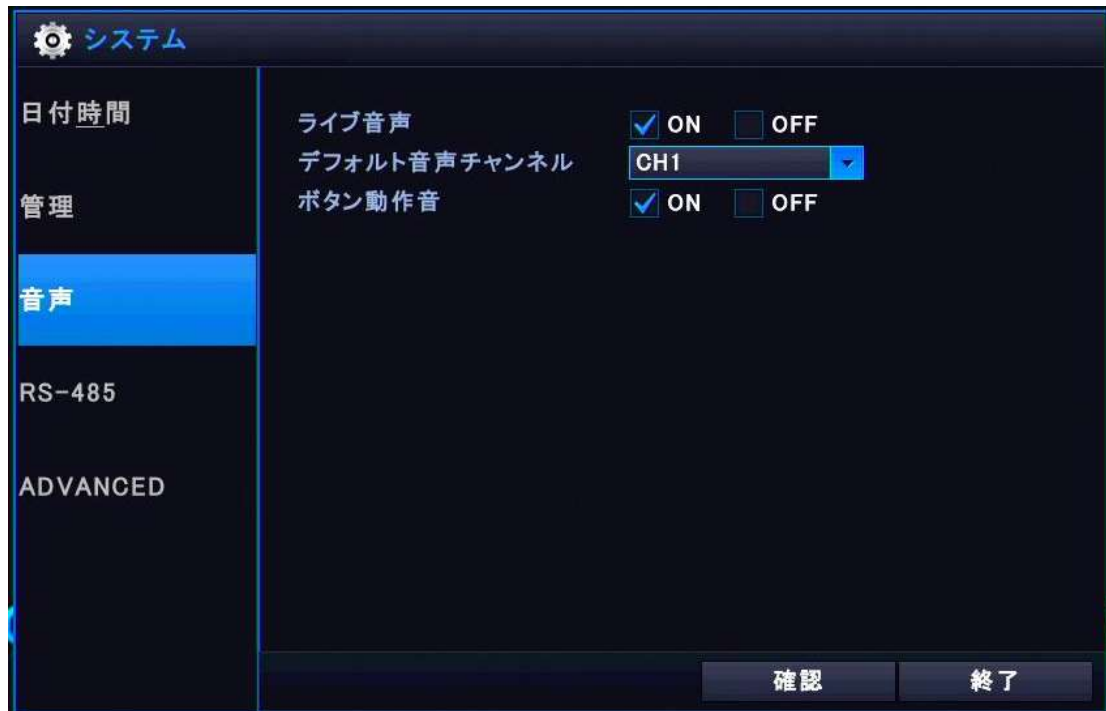 システム
日付時間
管理
音声
RS-485
ADVANCED
ライブ音声 ON OFF
デフォルト音声チャンネル CH1
ボタン動作音 ON OFF
確認 終了